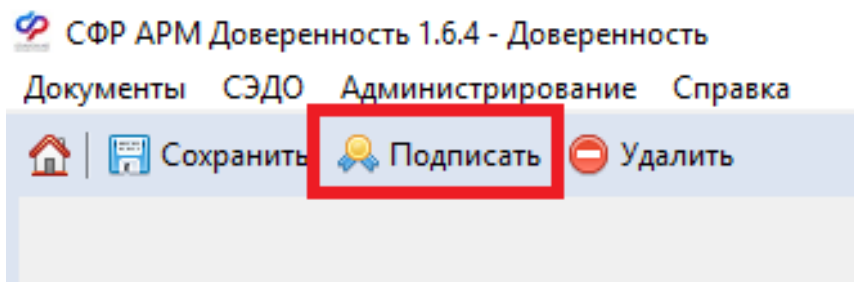 СФР АРМ Доверенность 1.6.4 - Доверенность
Документы СЭДО Администрирование Справка
Сохранить Подписать Удалить